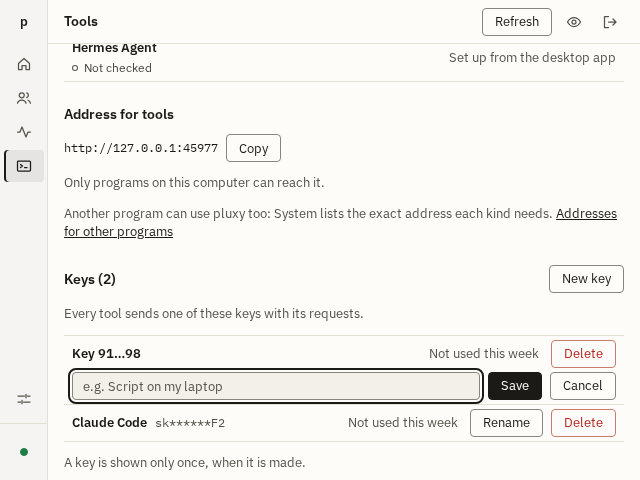 p
Tools
Refresh
Hermes Agent
Not checked
Set up from the desktop app
Address for tools
http://127.0.0.1:45977
Copy
Only programs on this computer can reach it.
Another program can use pluxy too: System lists the exact address each kind needs. Addresses
for other programs
Keys (2)
New key
Every tool sends one of these keys with its requests.
Key 91…98
Not used this week
Delete
e.g. Script on my laptop
Save
Cancel
Claude Code sk******F2
Not used this week
Rename
Delete
A key is shown only once, when it is made.